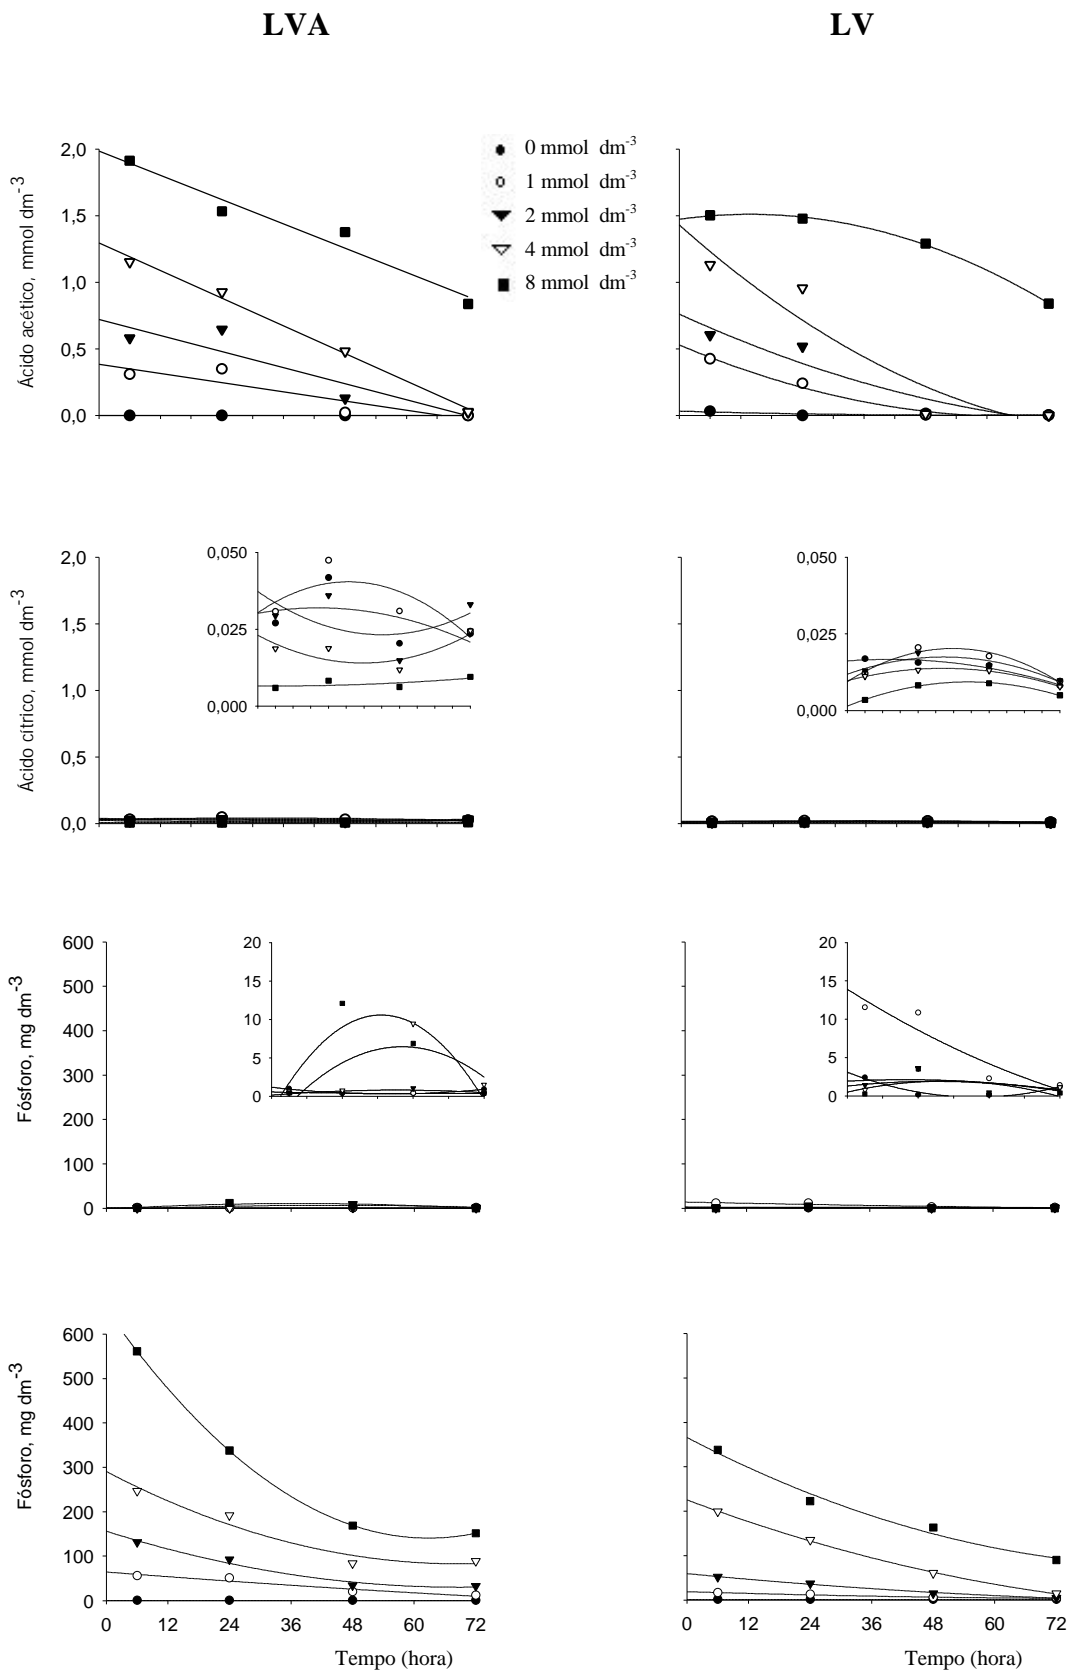 LVA
LV
Ácido acético, mmol dm-3
2,0
1,5
1,0
0,5
0,0
0 mmol dm-3
1 mmol dm-3
2 mmol dm-3
4 mmol dm-3
8 mmol dm-3
Ácido cítrico, mmol dm-3
2,0
1,5
1,0
0,5
0,0
0,050
0,025
0,000
0,050
0,025
0,000
Fósforo, mg dm-3
600
500
400
300
200
100
0
20
15
10
5
0
20
15
10
5
0
Fósforo, mg dm-3
600
500
400
300
200
100
0
0 12 24 36 48 60 72
Tempo (hora)
0 12 24 36 48 60 72
Tempo (hora)